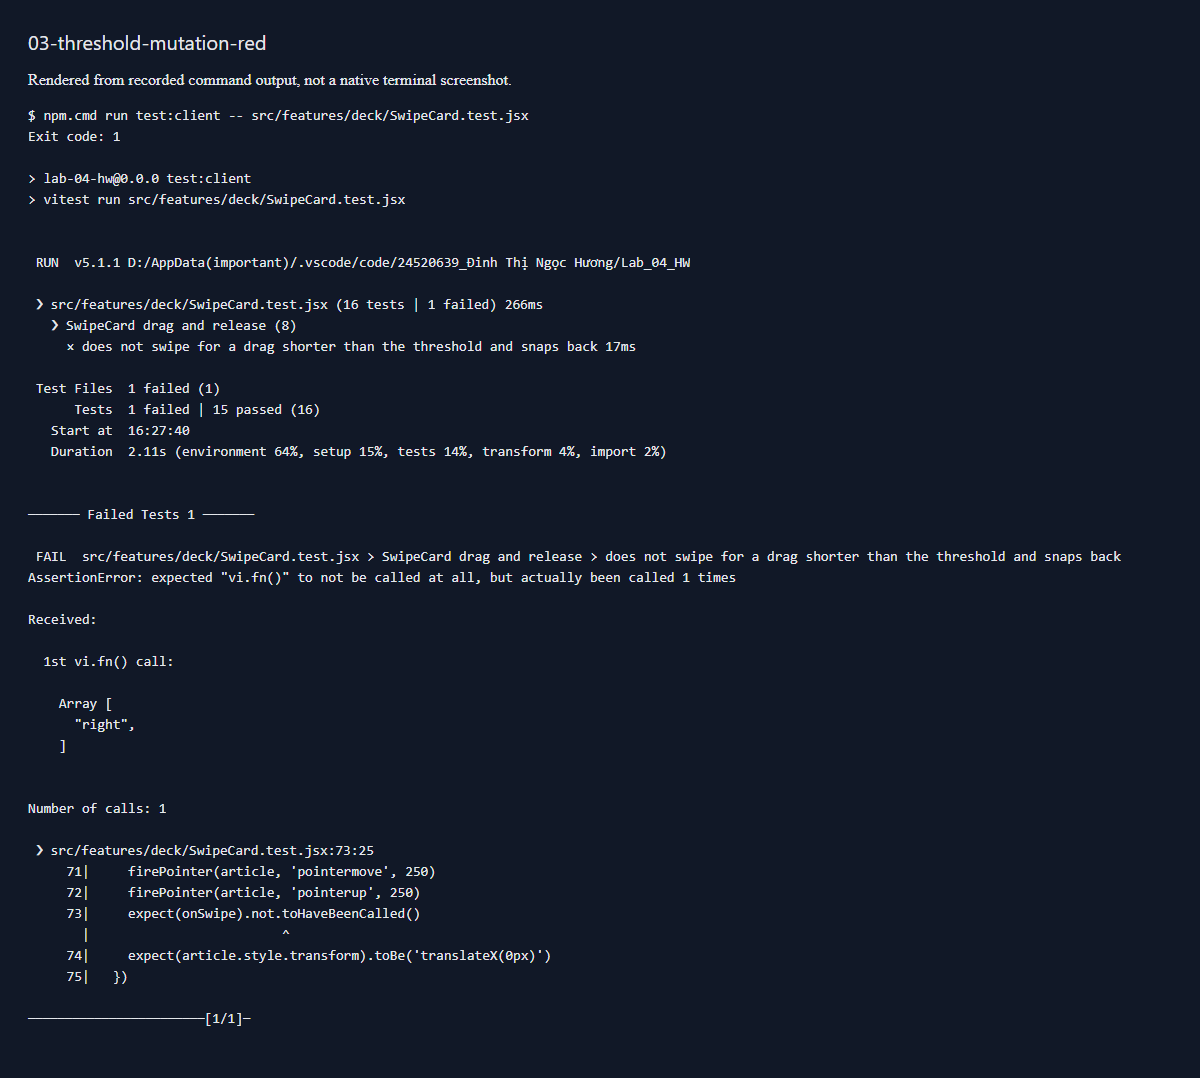 03-threshold-mutation-red
Rendered from recorded command output, not a native terminal screenshot.
$ npm.cmd run test:client -- src/features/deck/SwipeCard.test.jsx
Exit code: 1
> lab-04-hw@0.0.0 test:client
> vitest run src/features/deck/SwipeCard.test.jsx
RUN  v5.1.1 D:/AppData(important)/.vscode/code/24520639_Đinh Thị Ngọc Hương/Lab_04_HW
❯ src/features/deck/SwipeCard.test.jsx (16 tests | 1 failed) 266ms
❯ SwipeCard drag and release (8)
× does not swipe for a drag shorter than the threshold and snaps back 17ms
Test Files  1 failed (1)
Tests  1 failed | 15 passed (16)
Start at  16:27:40
Duration  2.11s (environment 64%, setup 15%, tests 14%, transform 4%, import 2%)
─────── Failed Tests 1 ───────
FAIL  src/features/deck/SwipeCard.test.jsx > SwipeCard drag and release > does not swipe for a drag shorter than the threshold and snaps back
AssertionError: expected "vi.fn()" to not be called at all, but actually been called 1 times
Received:
1st vi.fn() call:
Array [
"right",
]
Number of calls: 1
❯ src/features/deck/SwipeCard.test.jsx:73:25
71|     firePointer(article, 'pointermove', 250)
72|     firePointer(article, 'pointerup', 250)
73|     expect(onSwipe).not.toHaveBeenCalled()
|                         ^
74|     expect(article.style.transform).toBe('translateX(0px)')
75|   })
───────────────────────[1/1]─